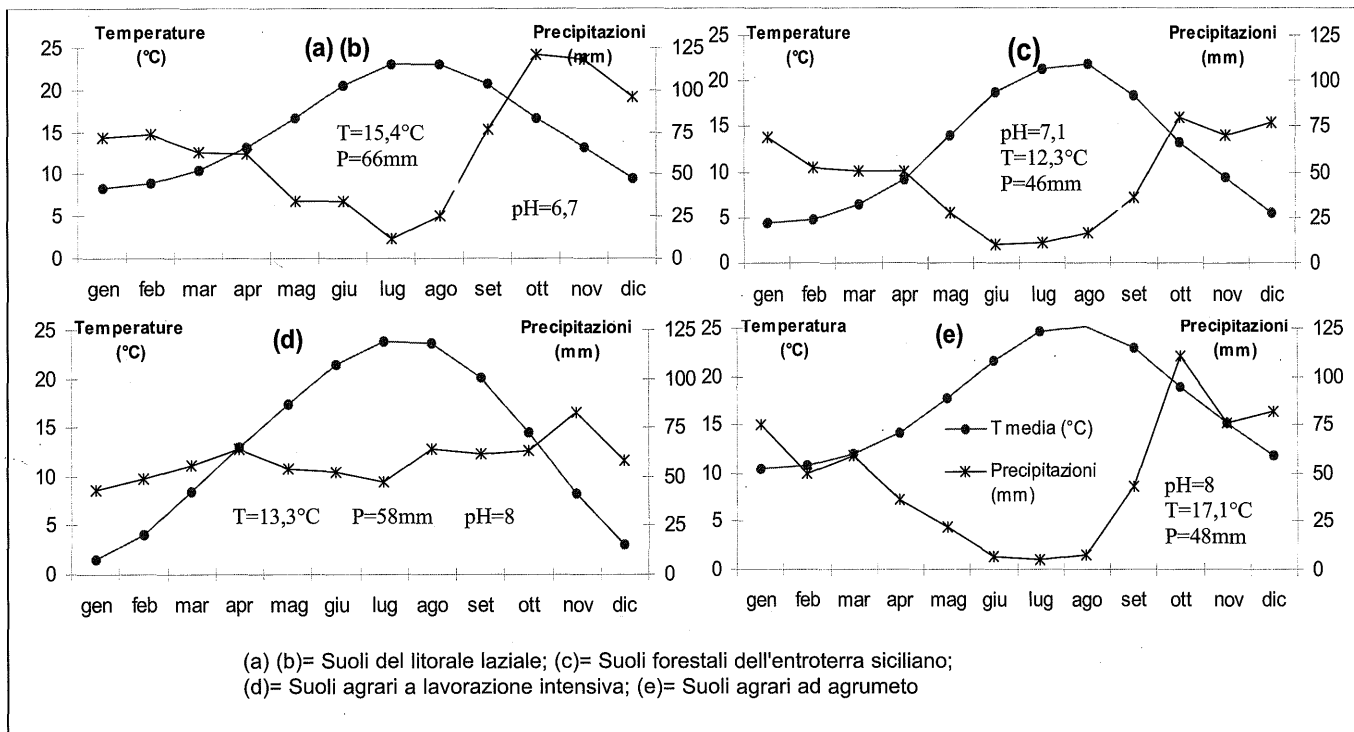 Temperature
(°C)
(a) (b)
Precipitazioni
(mm)
25
20
15
10
5
0
125
100
75
50
25
0
T=15,4°C
P=66mm
pH=6,7
gen feb mar apr mag giu lug ago set ott nov dic
Temperature
(°C)
(c)
Precipitazioni
(mm)
25
20
15
10
5
0
125
100
75
50
25
0
pH=7,1
T=12,3°C
P=46mm
gen feb mar apr mag giu lug ago set ott nov dic
Temperature
(°C)
(d)
Precipitazioni
(mm)
25
20
15
10
5
0
125
100
75
50
25
0
T=13,3°C P=58mm pH=8
gen feb mar apr mag giu lug ago set ott nov dic
Temperatura
(°C)
(e)
Precipitazioni
(mm)
25
20
15
10
5
0
125
100
75
50
25
0
T media (°C)
Precipitazioni
(mm)
pH=8
T=17,1°C
P=48mm
gen feb mar apr mag giu lug ago set ott nov dic
(a) (b)= Suoli del litorale laziale; (c)= Suoli forestali dell'entroterra siciliano;
(d)= Suoli agrari a lavorazione intensiva; (e)= Suoli agrari ad agrumeto